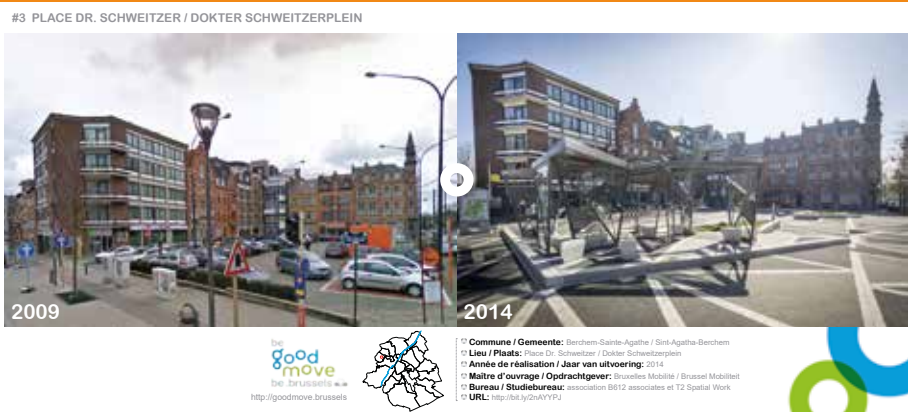 #3 PLACE DR. SCHWEITZER / DOKTER SCHWEITZERPLEIN
2009
2014
be
good
move
be.brussels
http://goodmove.brussels
Commune / Gemeente: Berchem-Sainte-Agathe / Sint-Agatha-Berchem
Lieu / Plaats: Place Dr. Schweitzer / Dokter Schweitzerplein
Année de réalisation / Jaar van uitvoering: 2014
Maître d'ouvrage / Opdrachtgever: Bruxelles Mobilité / Brussel Mobiliteit
Bureau / Studiebureau: association B612 associates et T2 Spatial Work
URL: http://bit.ly/2nAYYPJ